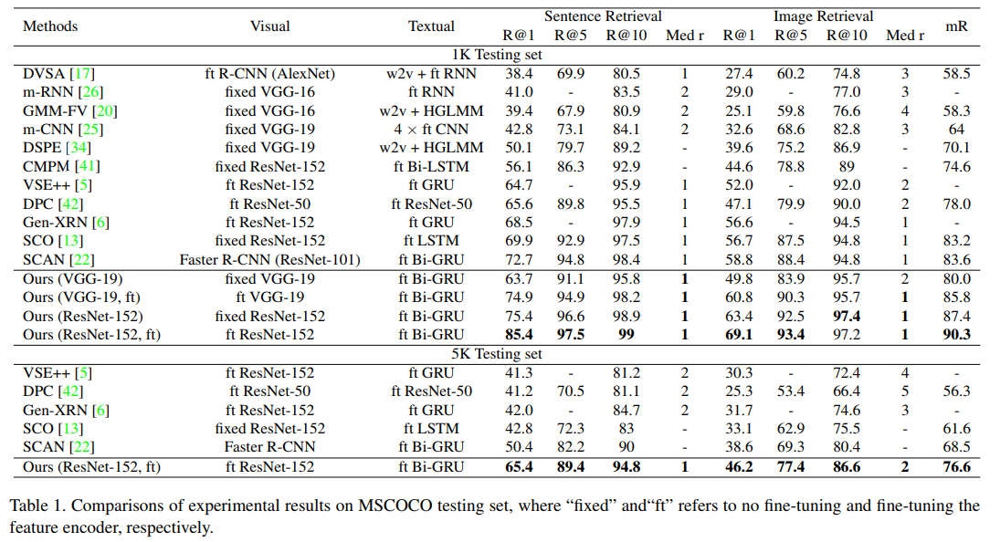 Methods Visual Textual Sentence Retrieval Image Retrieval mR
R@1 R@5 R@10 Med r R@1 R@5 R@10 Med r
1K Testing set
DVSA [17] ft R-CNN (AlexNet) w2v + ft RNN 38.4 69.9 80.5 1 27.4 60.2 74.8 3 58.5
m-RNN [26] fixed VGG-16 ft RNN 41.0 - 83.5 2 29.0 - 77.0 3 -
GMM-FV [20] fixed VGG-16 w2v + HGLMM 39.4 67.9 80.9 2 25.1 59.8 76.6 4 58.3
m-CNN [25] fixed VGG-19 4 × ft CNN 42.8 73.1 84.1 2 32.6 68.6 82.8 3 64
DSPE [34] fixed VGG-19 w2v + HGLMM 50.1 79.7 89.2 - 39.6 75.2 86.9 - 70.1
CMPM [41] fixed ResNet-152 ft Bi-LSTM 56.1 86.3 92.9 - 44.6 78.8 89 - 74.6
VSE++ [5] ft ResNet-152 ft GRU 64.7 - 95.9 1 52.0 - 92.0 2 -
DPC [42] ft ResNet-50 ft ResNet-50 65.6 89.8 95.5 1 47.1 79.9 90.0 2 78.0
Gen-XRN [6] ft ResNet-152 ft GRU 68.5 - 97.9 1 56.6 - 94.5 1 -
SCO [13] fixed ResNet-152 ft LSTM 69.9 92.9 97.5 1 56.7 87.5 94.8 1 83.2
SCAN [22] Faster R-CNN (ResNet-101) ft Bi-GRU 72.7 94.8 98.4 1 58.8 88.4 94.8 1 83.6
Ours (VGG-19) fixed VGG-19 ft Bi-GRU 63.7 91.1 95.8 1 49.8 83.9 95.7 2 80.0
Ours (VGG-19, ft) ft VGG-19 ft Bi-GRU 74.9 94.9 98.2 1 60.8 90.3 95.7 1 85.8
Ours (ResNet-152) fixed ResNet-152 ft Bi-GRU 75.4 96.6 98.9 1 63.4 92.5 97.4 1 87.4
Ours (ResNet-152, ft) ft ResNet-152 ft Bi-GRU 85.4 97.5 99 1 69.1 93.4 97.2 1 90.3
5K Testing set
VSE++ [5] ft ResNet-152 ft GRU 41.3 - 81.2 2 30.3 - 72.4 4 -
DPC [42] ft ResNet-50 ft ResNet-50 41.2 70.5 81.1 2 25.3 53.4 66.4 5 56.3
Gen-XRN [6] ft ResNet-152 ft GRU 42.0 - 84.7 2 31.7 - 74.6 3 -
SCO [13] fixed ResNet-152 ft LSTM 42.8 72.3 83 - 33.1 62.9 75.5 - 61.6
SCAN [22] Faster R-CNN ft Bi-GRU 50.4 82.2 90 - 38.6 69.3 80.4 - 68.5
Ours (ResNet-152, ft) ft ResNet-152 ft Bi-GRU 65.4 89.4 94.8 1 46.2 77.4 86.6 2 76.6
Table 1. Comparisons of experimental results on MSCOCO testing set, where “fixed” and“ft” refers to no fine-tuning and fine-tuning the
feature encoder, respectively.